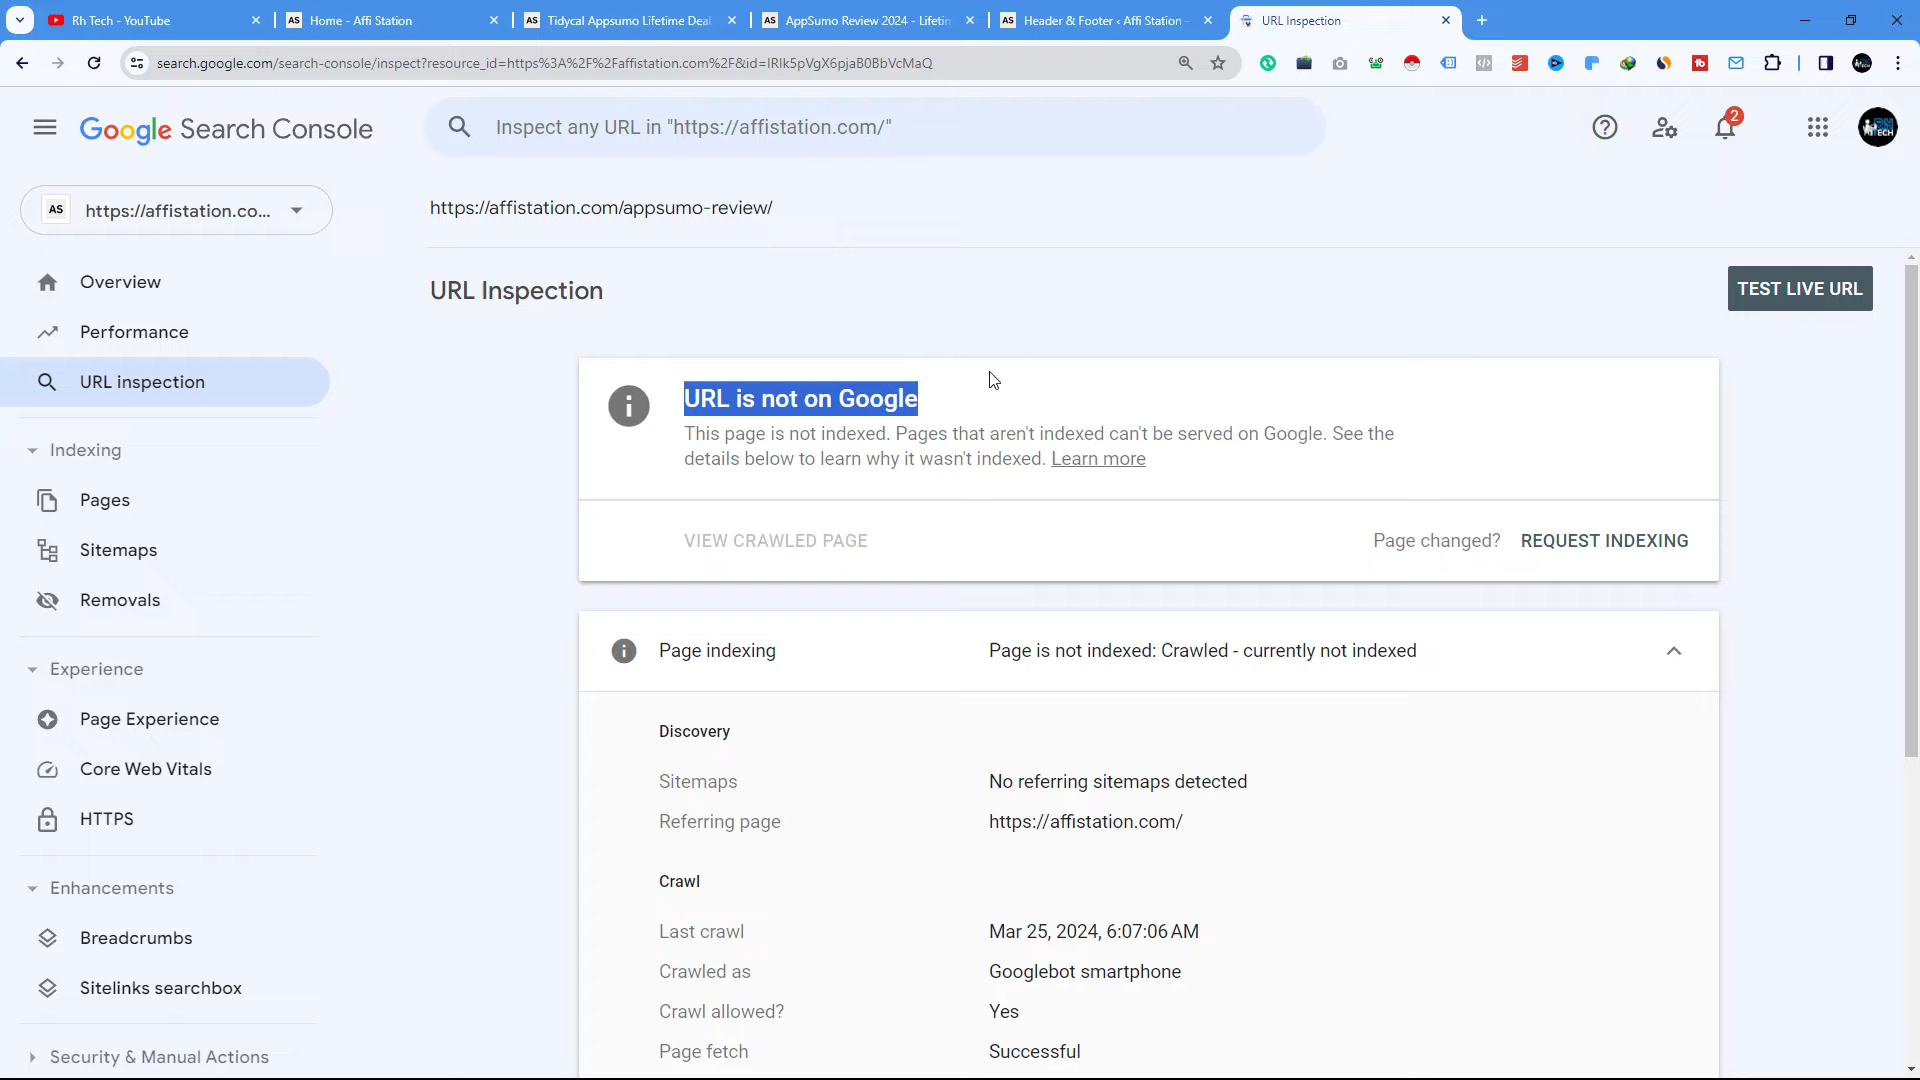 Rh Tech - YouTube
AS Home - Affi Station
AS Tidycal Appsumo Lifetime Deal
AS AppSumo Review 2024 - Lifetin
AS Header & Footer ‹ Affi Station -
URL Inspection
search.google.com/search-console/inspect?resource_id=https%3A%2F%2Faffistation.com%2F&id=IRIk5pVgX6pjaB0BbVcMaQ
Google Search Console
Inspect any URL in "https://affistation.com/"
2
AS https://affistation.co...
https://affistation.com/appsumo-review/
Overview
Performance
URL inspection
Indexing
Pages
Sitemaps
Removals
Experience
Page Experience
Core Web Vitals
HTTPS
Enhancements
Breadcrumbs
Sitelinks searchbox
Security & Manual Actions
URL Inspection
TEST LIVE URL
URL is not on Google
This page is not indexed. Pages that aren't indexed can't be served on Google. See the
details below to learn why it wasn't indexed. Learn more
VIEW CRAWLED PAGE
Page changed? REQUEST INDEXING
Page indexing Page is not indexed: Crawled - currently not indexed
Discovery
Sitemaps No referring sitemaps detected
Referring page https://affistation.com/
Crawl
Last crawl Mar 25, 2024, 6:07:06 AM
Crawled as Googlebot smartphone
Crawl allowed? Yes
Page fetch Successful